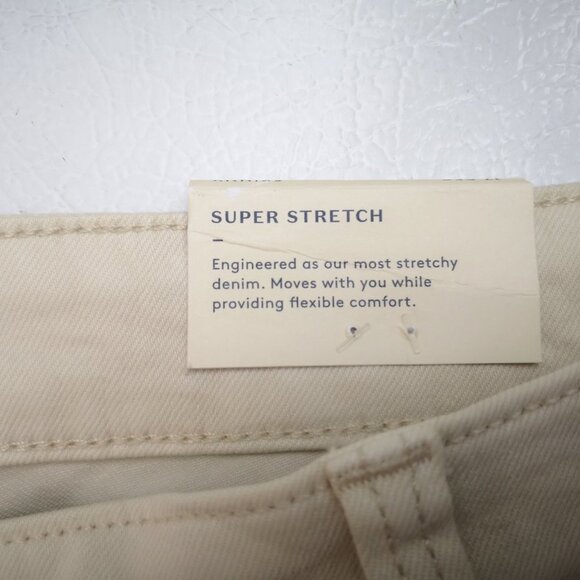 SUPER STRETCH
–
Engineered as our most stretchy
denim. Moves with you while
providing flexible comfort.